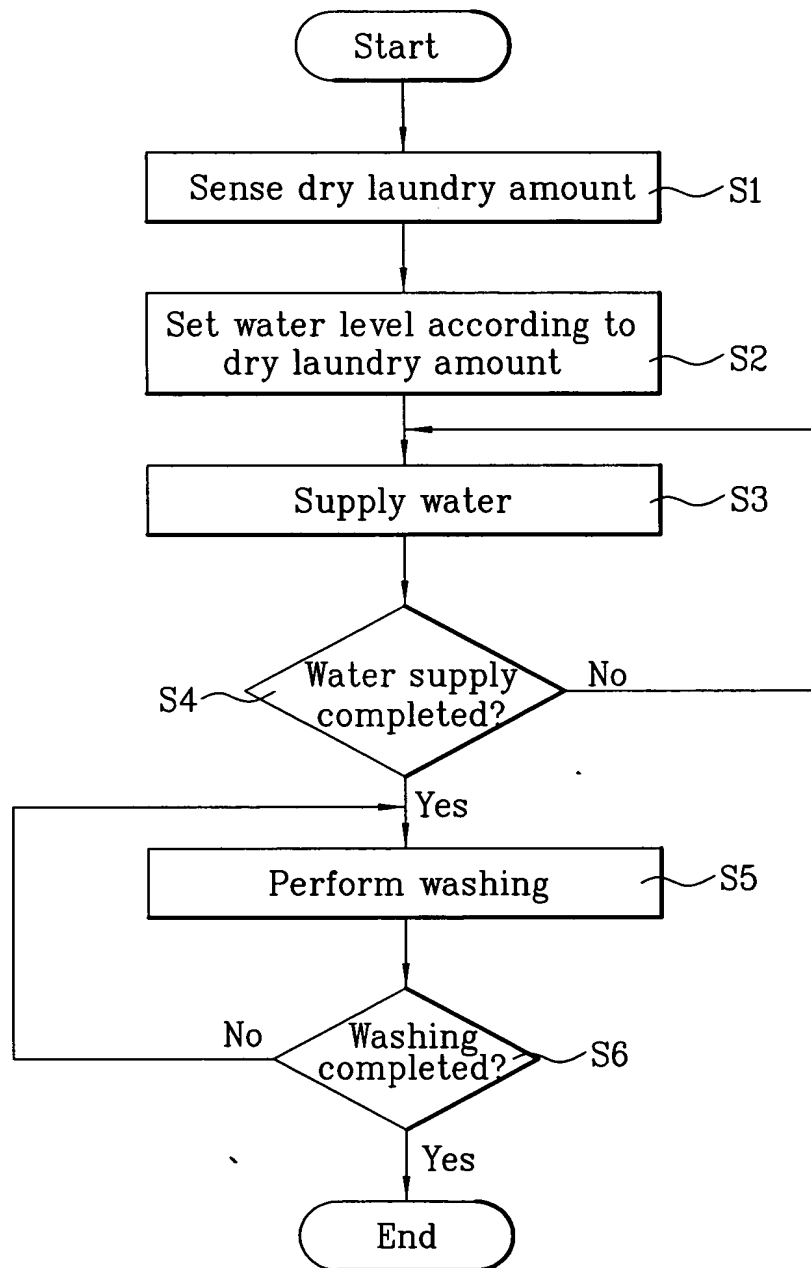 Start
Sense dry laundry amount
S1
Set water level according to
dry laundry amount
S2
Supply water
S3
Water supply
completed?
S4
No
Yes
Perform washing
S5
Washing
completed?
S6
No
Yes
End